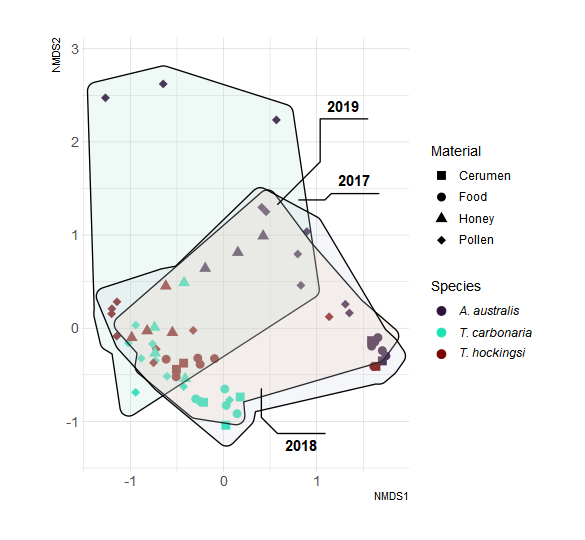 NMDS2
3
2
1
0
-1
-1
0
1
NMDS1
2019
2017
2018
Material
Cerumen
Food
Honey
Pollen
Species
A. australis
T. carbonaria
T. hockingsi